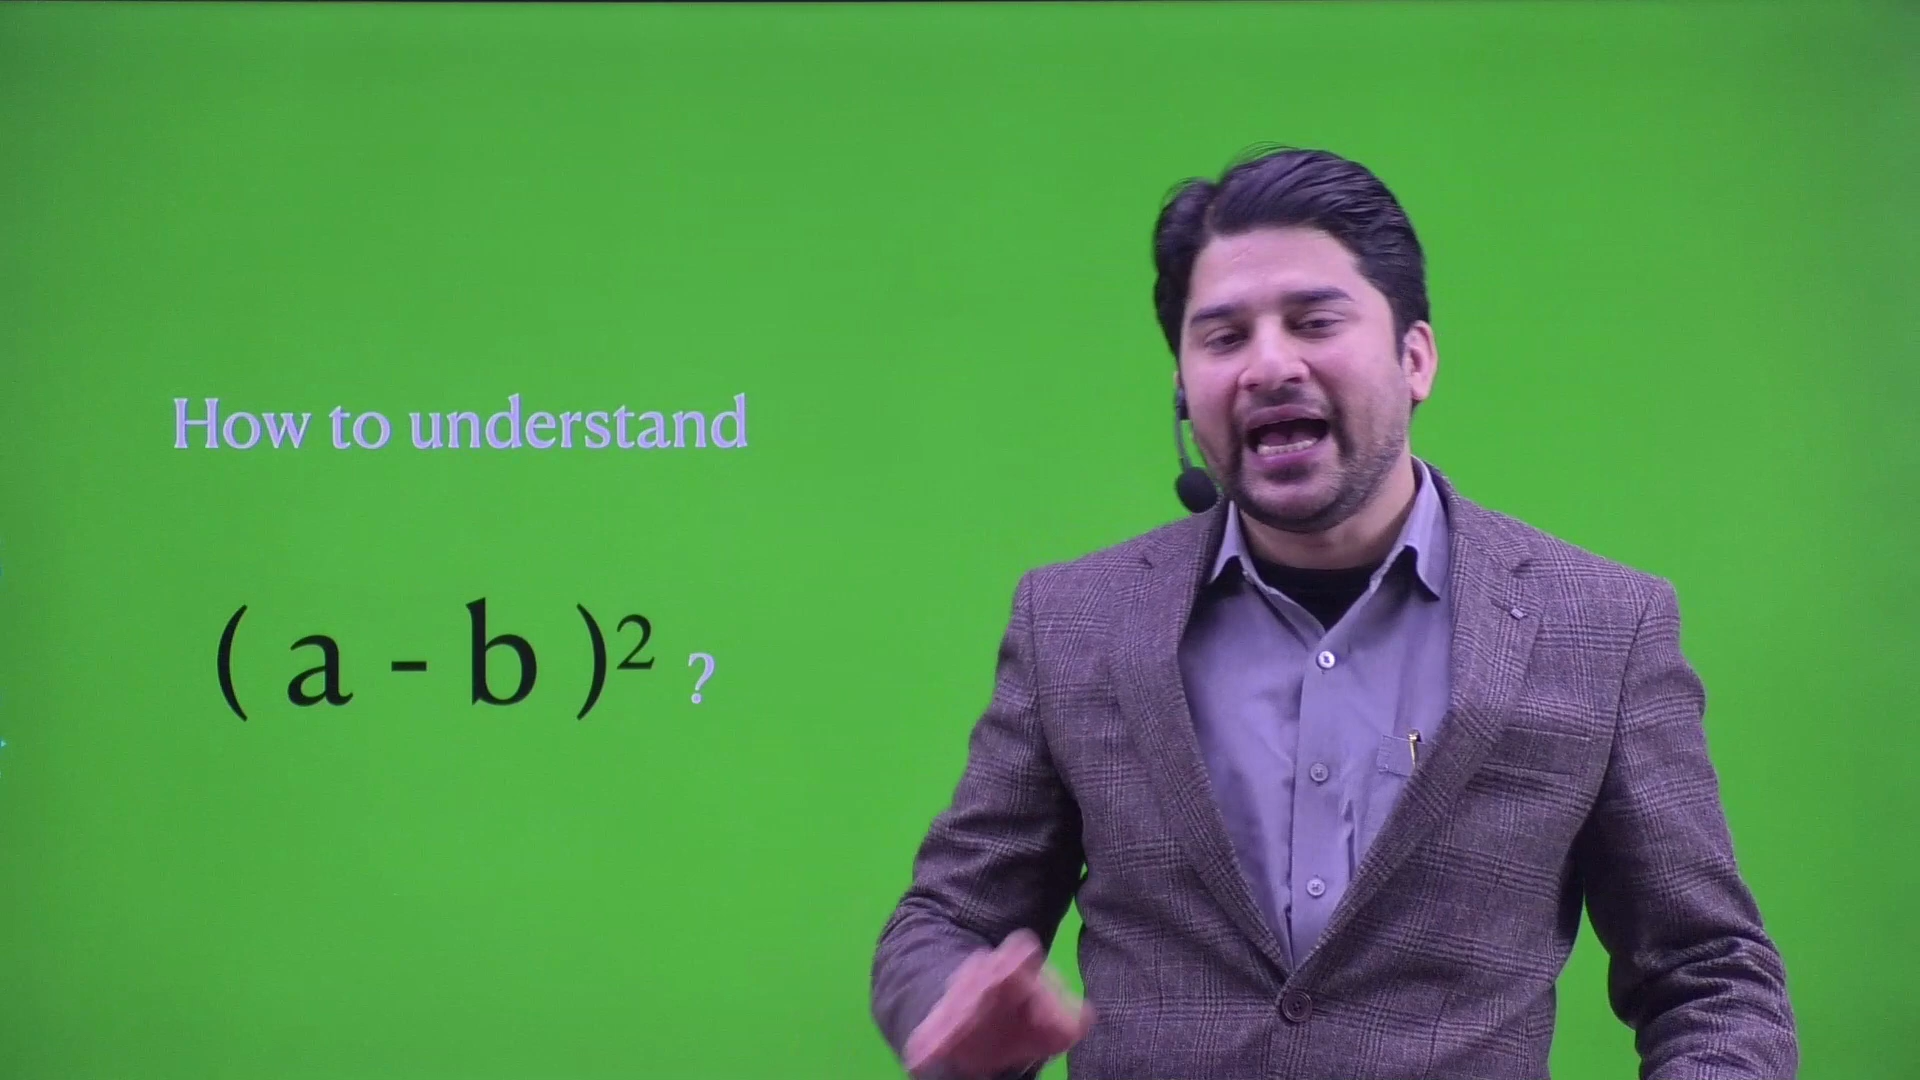 How to understand
( a - b )² ?